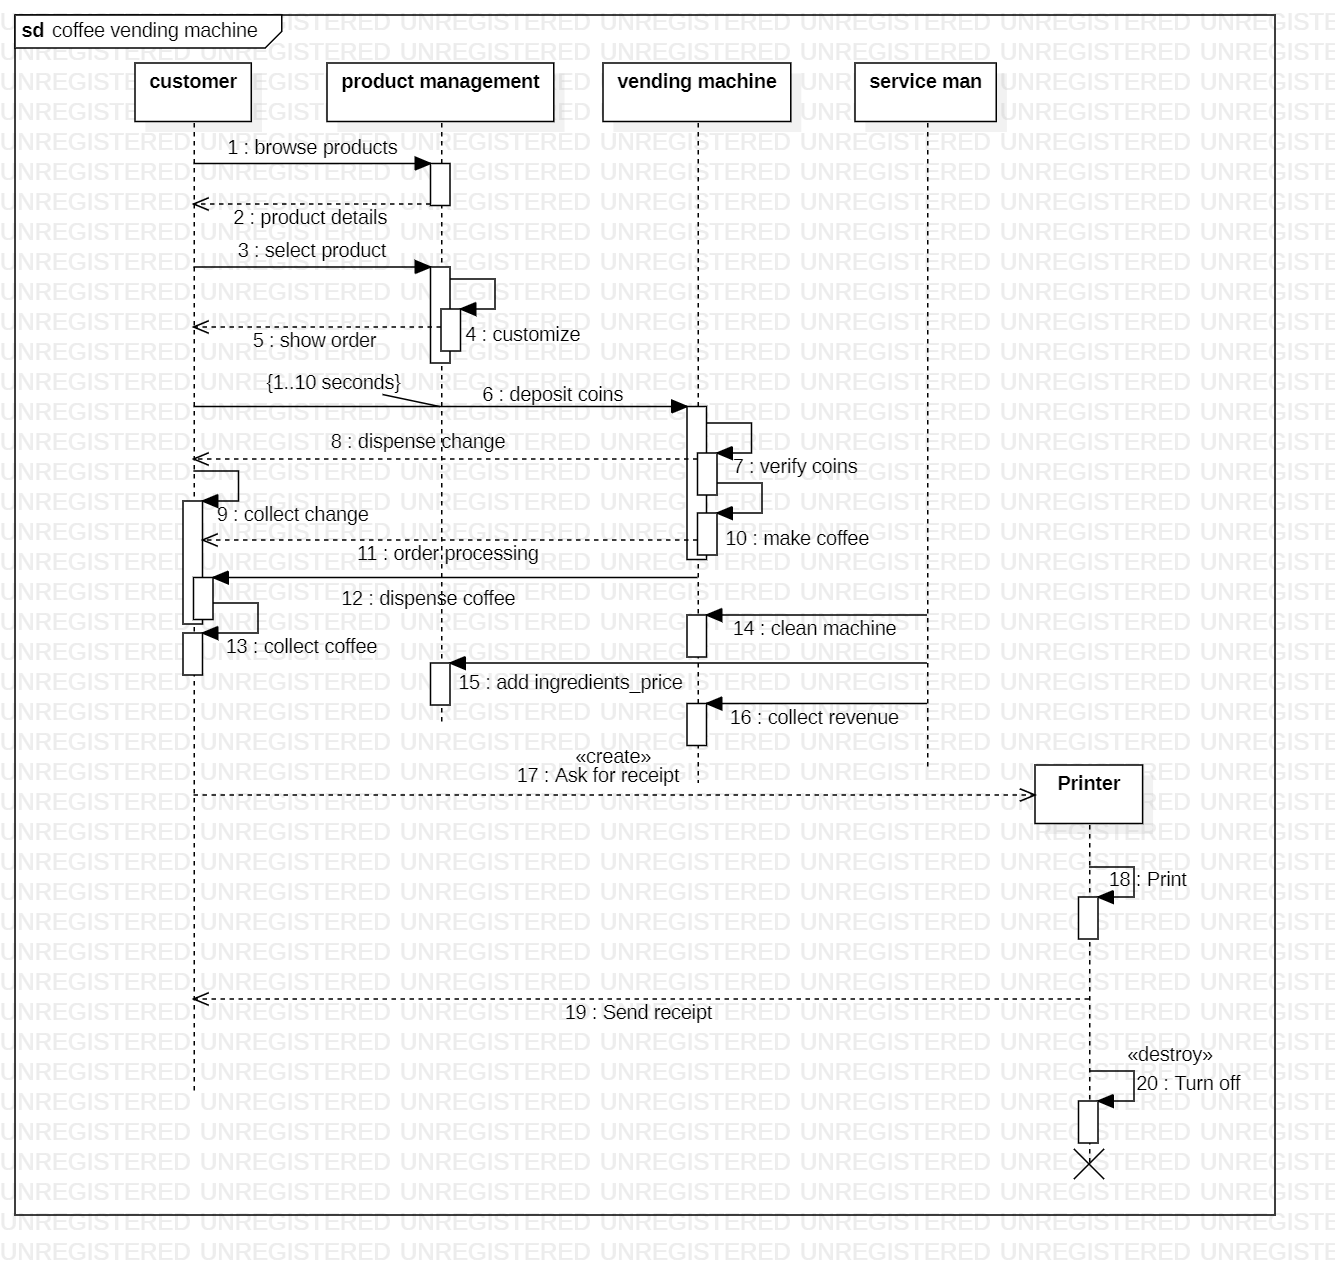 sd coffee vending machine
customer
product management
vending machine
service man
1 : browse products
2 : product details
3 : select product
4 : customize
5 : show order
{1..10 seconds}
6 : deposit coins
8 : dispense change
7 : verify coins
9 : collect change
10 : make coffee
11 : order processing
12 : dispense coffee
14 : clean machine
13 : collect coffee
15 : add ingredients_price
16 : collect revenue
«create»
17 : Ask for receipt
Printer
18 : Print
19 : Send receipt
«destroy»
20 : Turn off
UNREGISTERED